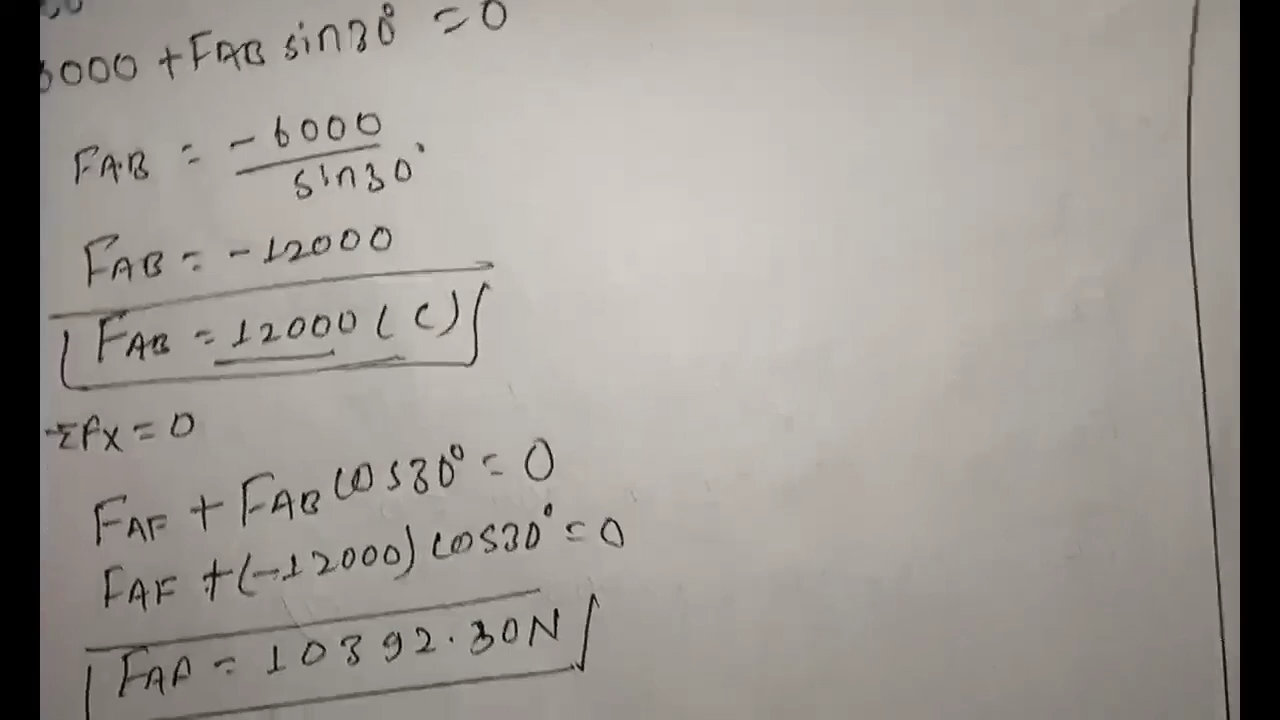 6000 + FAB sin30° = 0
FAB = -6000 / sin30°
FAB = -12000
FAB = 12000 (C)
ΣFX = 0
FAF + FAB cos30° = 0
FAF + (-12000) cos30° = 0
FAF = 10392.30N